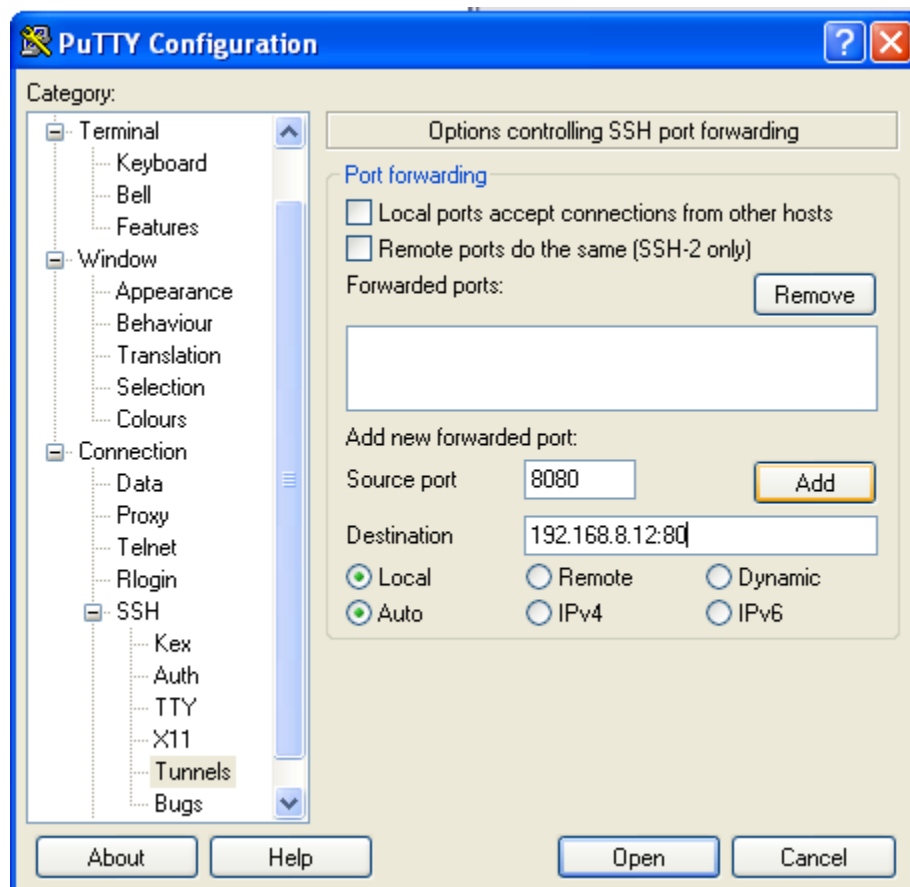 PuTTY Configuration
Category:
Terminal
Keyboard
Bell
Features
Window
Appearance
Behaviour
Translation
Selection
Colours
Connection
Data
Proxy
Telnet
Rlogin
SSH
Kex
Auth
TTY
X11
Tunnels
Bugs
Options controlling SSH port forwarding
Port forwarding
Local ports accept connections from other hosts
Remote ports do the same (SSH-2 only)
Forwarded ports: Remove
Add new forwarded port:
Source port 8080 Add
Destination 192.168.8.12:80
Local Remote Dynamic
Auto IPv4 IPv6
About Help Open Cancel